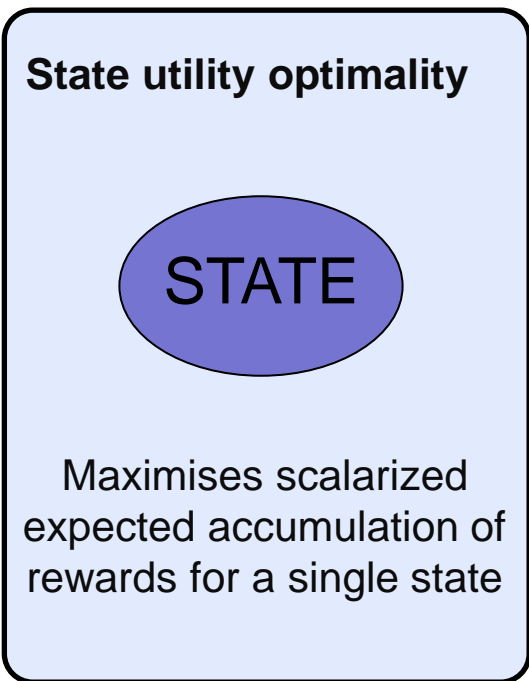 State utility optimality
STATE
Maximises scalarized
expected accumulation of
rewards for a single state